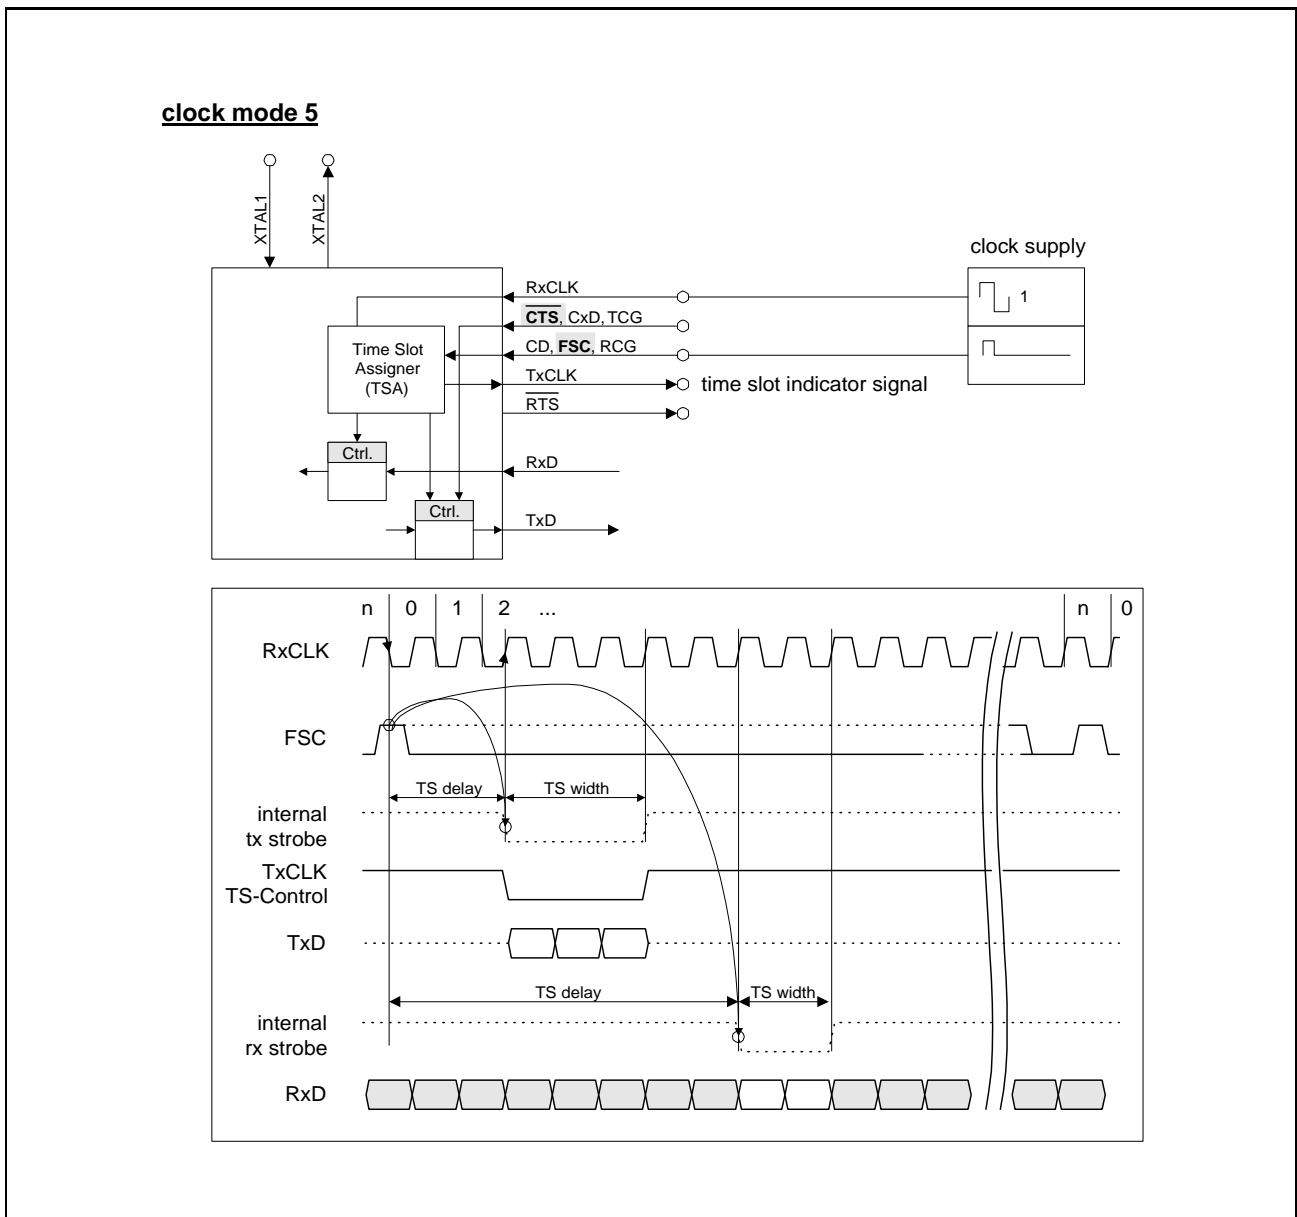 clock mode 5
XTAL1
XTAL2
clock supply
RxCLK
1
CTS, CxD, TCG
CD, FSC, RCG
Time Slot
Assigner
(TSA)
TxCLK
time slot indicator signal
RTS
Ctrl.
RxD
Ctrl.
TxD
n 0 1 2 ... n 0
RxCLK
FSC
TS delay TS width
internal
tx strobe
TxCLK
TS-Control
TxD
TS delay TS width
internal
rx strobe
RxD